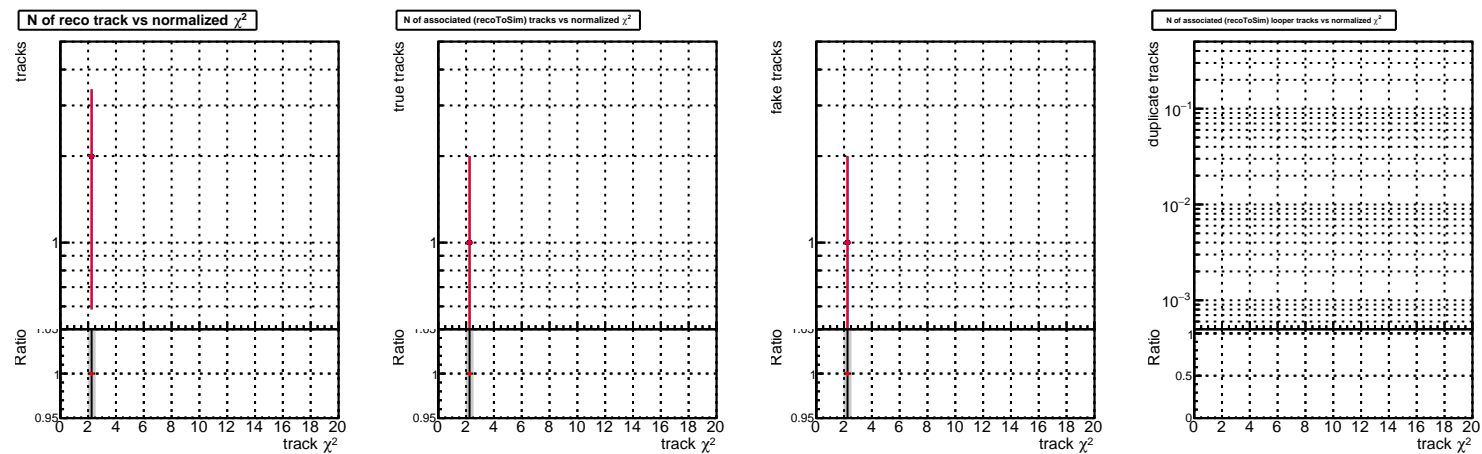 N of reco track vs normalized χ²
tracks
1
Ratio
1
0.95
0 2 4 6 8 10 12 14 16 18 20
track χ²
N of associated (recoToSim) tracks vs normalized χ²
true tracks
1
Ratio
1
0.95
0 2 4 6 8 10 12 14 16 18 20
track χ²
fake tracks
1
Ratio
1
0.95
0 2 4 6 8 10 12 14 16 18 20
track χ²
N of associated (recoToSim) looper tracks vs normalized χ²
duplicate tracks
10⁻¹
10⁻²
10⁻³
Ratio
1
0.5
0
0 2 4 6 8 10 12 14 16 18 20
track χ²